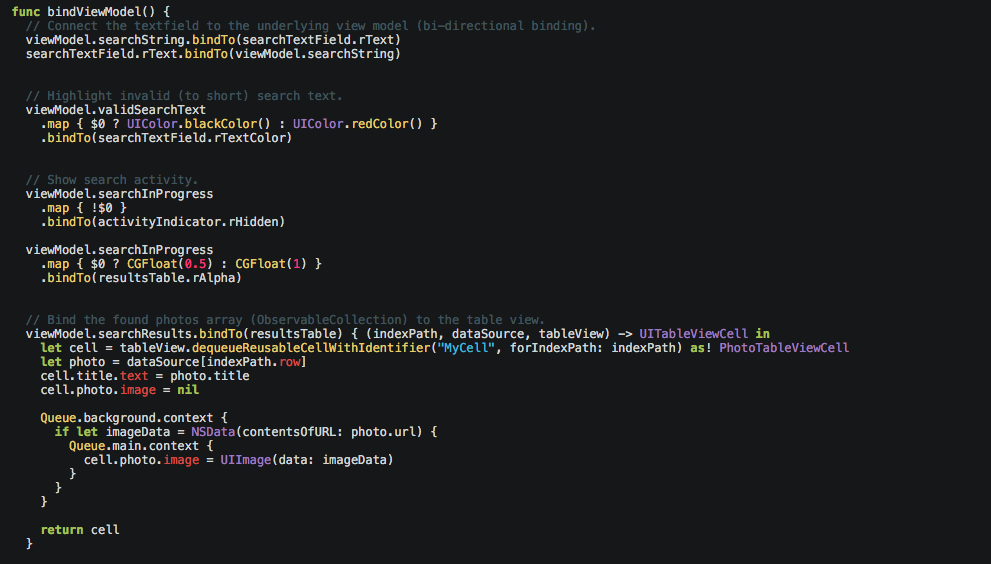 func bindViewModel() {
// Connect the textfield to the underlying view model (bi-directional binding).
viewModel.searchString.bindTo(searchTextField.rText)
searchTextField.rText.bindTo(viewModel.searchString)
// Highlight invalid (to short) search text.
viewModel.validSearchText
.map { $0 ? UIColor.blackColor() : UIColor.redColor() }
.bindTo(searchTextField.rTextColor)
// Show search activity.
viewModel.searchInProgress
.map { !$0 }
.bindTo(activityIndicator.rHidden)
viewModel.searchInProgress
.map { $0 ? CGFloat(0.5) : CGFloat(1) }
.bindTo(resultsTable.rAlpha)
// Bind the found photos array (ObservableCollection) to the table view.
viewModel.searchResults.bindTo(resultsTable) { (indexPath, dataSource, tableView) -> UITableViewCell in
let cell = tableView.dequeueReusableCellWithIdentifier("MyCell", forIndexPath: indexPath) as! PhotoTableViewCell
let photo = dataSource[indexPath.row]
cell.title.text = photo.title
cell.photo.image = nil
Queue.background.context {
if let imageData = NSData(contentsOfURL: photo.url) {
Queue.main.context {
cell.photo.image = UIImage(data: imageData)
}
}
}
return cell
}